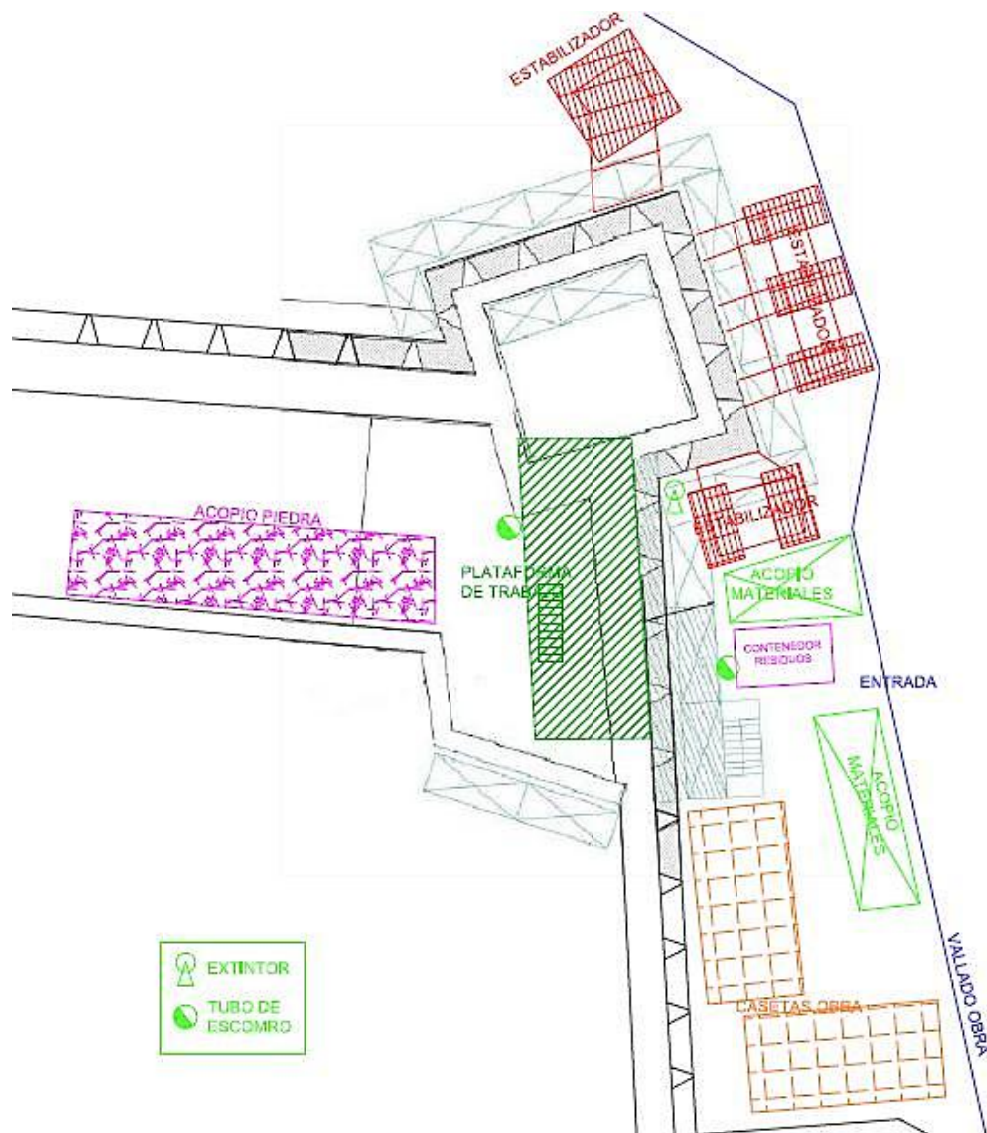 ESTABILIZADOR
ESTABILIZADOR
ACOPIO PIEDRA
ESTABILIZADOR
PLATAFORMA
DE TRABAJO
ACOPIO
MATERIALES
CONTENEDOR
RESIDUOS
ENTRADA
ACOPIO
MATERIALES
EXTINTOR
TUBO DE
ESCOMRO
CASETAS OBRA
VALLADO OBRA